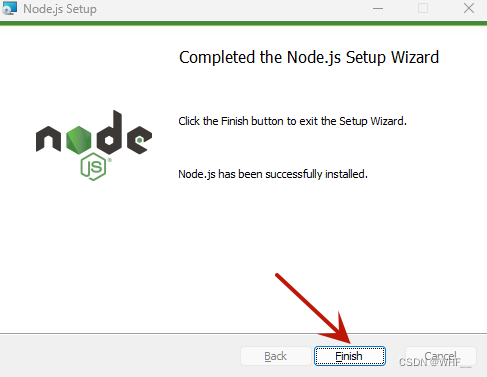 Node.js Setup
Completed the Node.js Setup Wizard
Click the Finish button to exit the Setup Wizard.
node
JS
Node.js has been successfully installed.
Back Finish Cancel
CSDN @WHF__